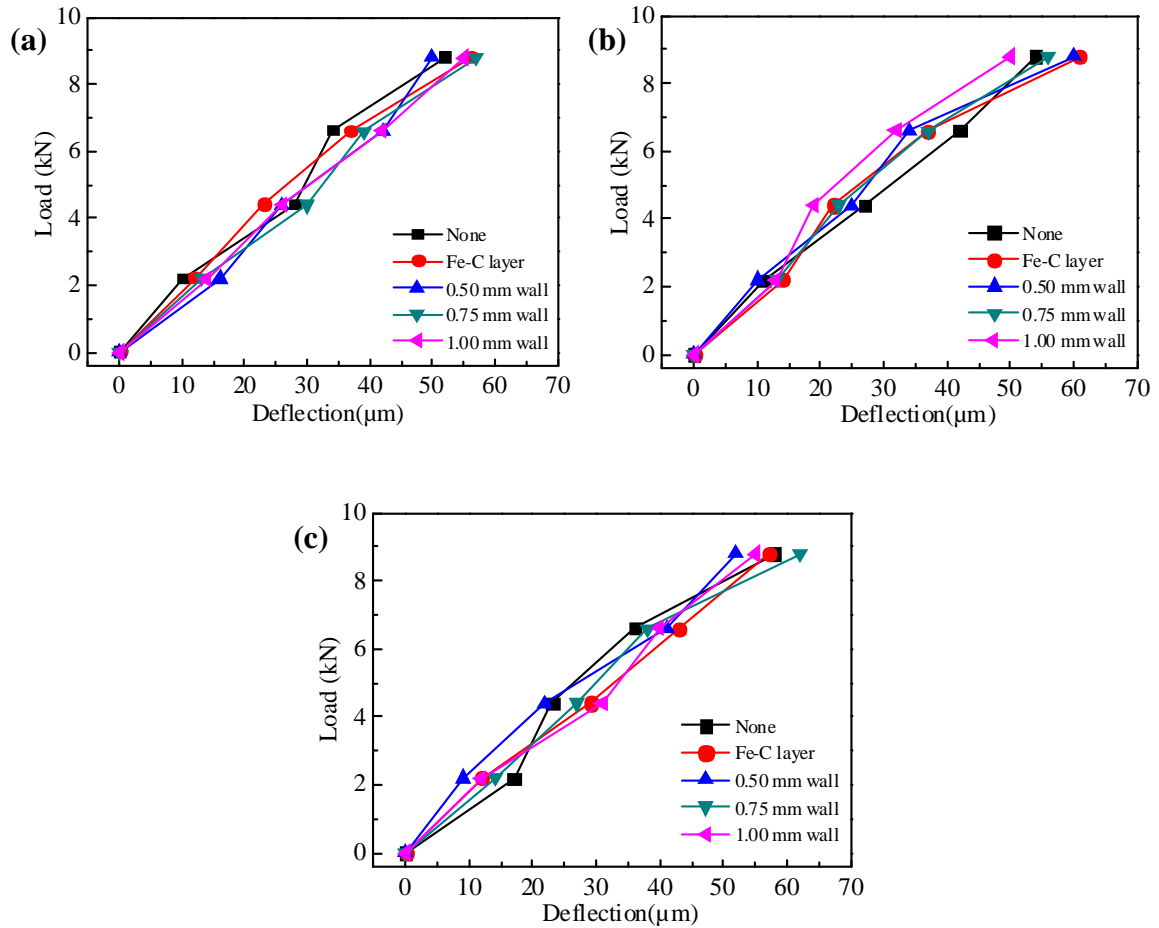 (a)
10
8
6
4
2
0
Load (kN)
None
Fe-C layer
0.50 mm wall
0.75 mm wall
1.00 mm wall
0 10 20 30 40 50 60 70
Deflection(μm)
(b)
10
8
6
4
2
0
Load (kN)
None
Fe-C layer
0.50 mm wall
0.75 mm wall
1.00 mm wall
0 10 20 30 40 50 60 70
Deflection(μm)
(c)
10
8
6
4
2
0
Load (kN)
None
Fe-C layer
0.50 mm wall
0.75 mm wall
1.00 mm wall
0 10 20 30 40 50 60 70
Deflection(μm)